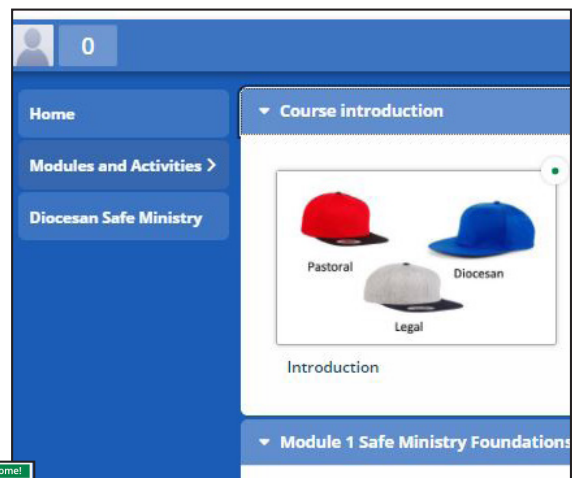 0
Home
Modules and Activities >
Diocesan Safe Ministry
Course introduction
Pastoral
Diocesan
Legal
Introduction
Module 1 Safe Ministry Foundations